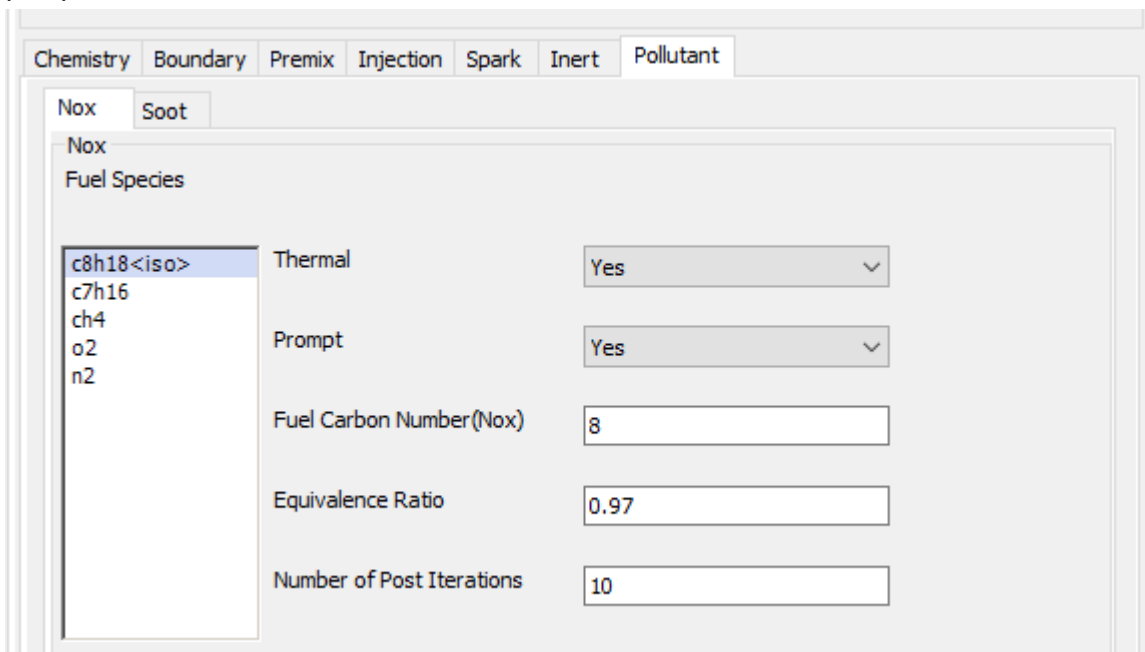 Chemistry Boundary Premix Injection Spark Inert Pollutant
Nox Soot
Nox
Fuel Species
c8h18<iso>
c7h16
ch4
o2
n2
Thermal Yes
Prompt Yes
Fuel Carbon Number(Nox) 8
Equivalence Ratio 0.97
Number of Post Iterations 10